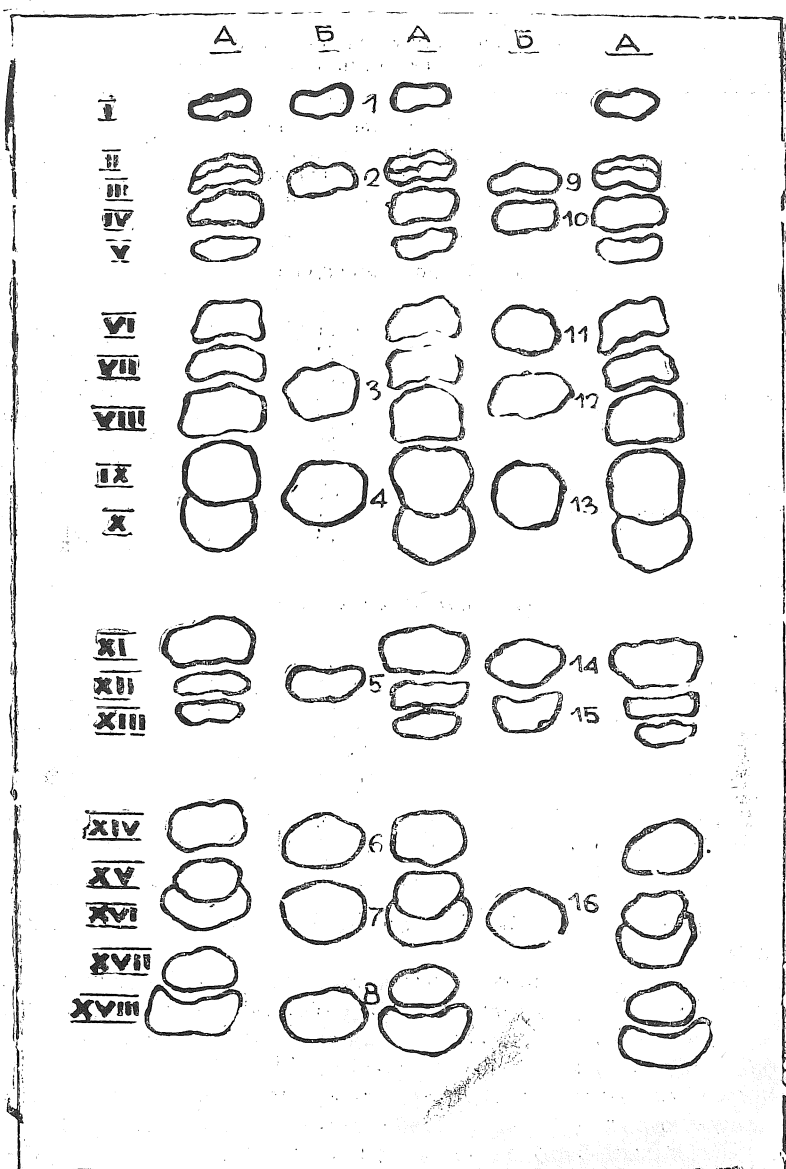 А Б А Б А
I 1
II
III 2 9
IV 10
V
VI 11
VII
VIII 3 12
IX
X 4 13
XI 14
XII 5
XIII 15
XIV 6
XV
XVI 7 16
XVII
XVIII 8